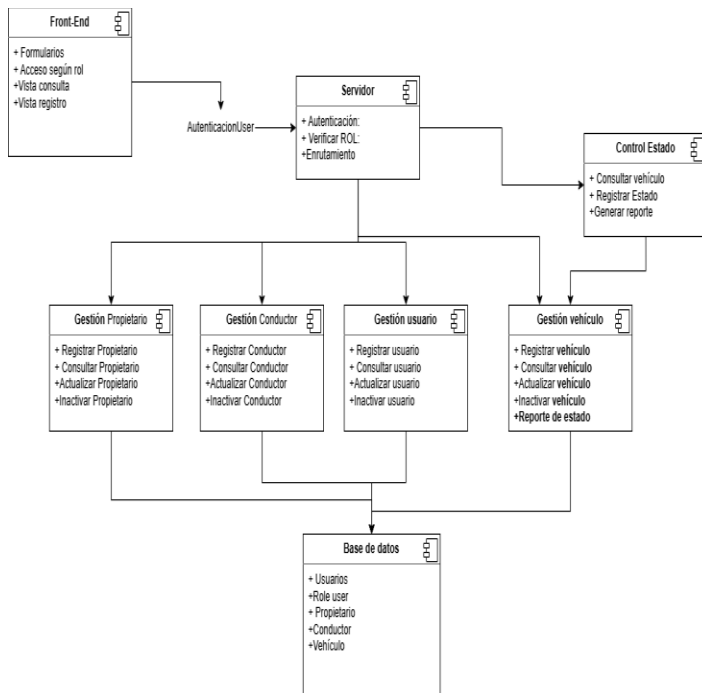 Front-End
+ Formularios
+ Acceso según rol
+Vista consulta
+Vista registro
AutenticacionUser
Servidor
+ Autenticación:
+ Verificar ROL:
+Enrutamiento
Control Estado
+ Consultar vehículo
+ Registrar Estado
+Generar reporte
Gestión Propietario
+ Registrar Propietario
+ Consultar Propietario
+Actualizar Propietario
+Inactivar Propietario
Gestión Conductor
+ Registrar Conductor
+ Consultar Conductor
+Actualizar Conductor
+Inactivar Conductor
Gestión usuario
+ Registrar usuario
+ Consultar usuario
+Actualizar usuario
+Inactivar usuario
Gestión vehículo
+ Registrar vehículo
+ Consultar vehículo
+Actualizar vehículo
+Inactivar vehículo
+Reporte de estado
Base de datos
+ Usuarios
+Role user
+ Propietario
+Conductor
+Vehículo